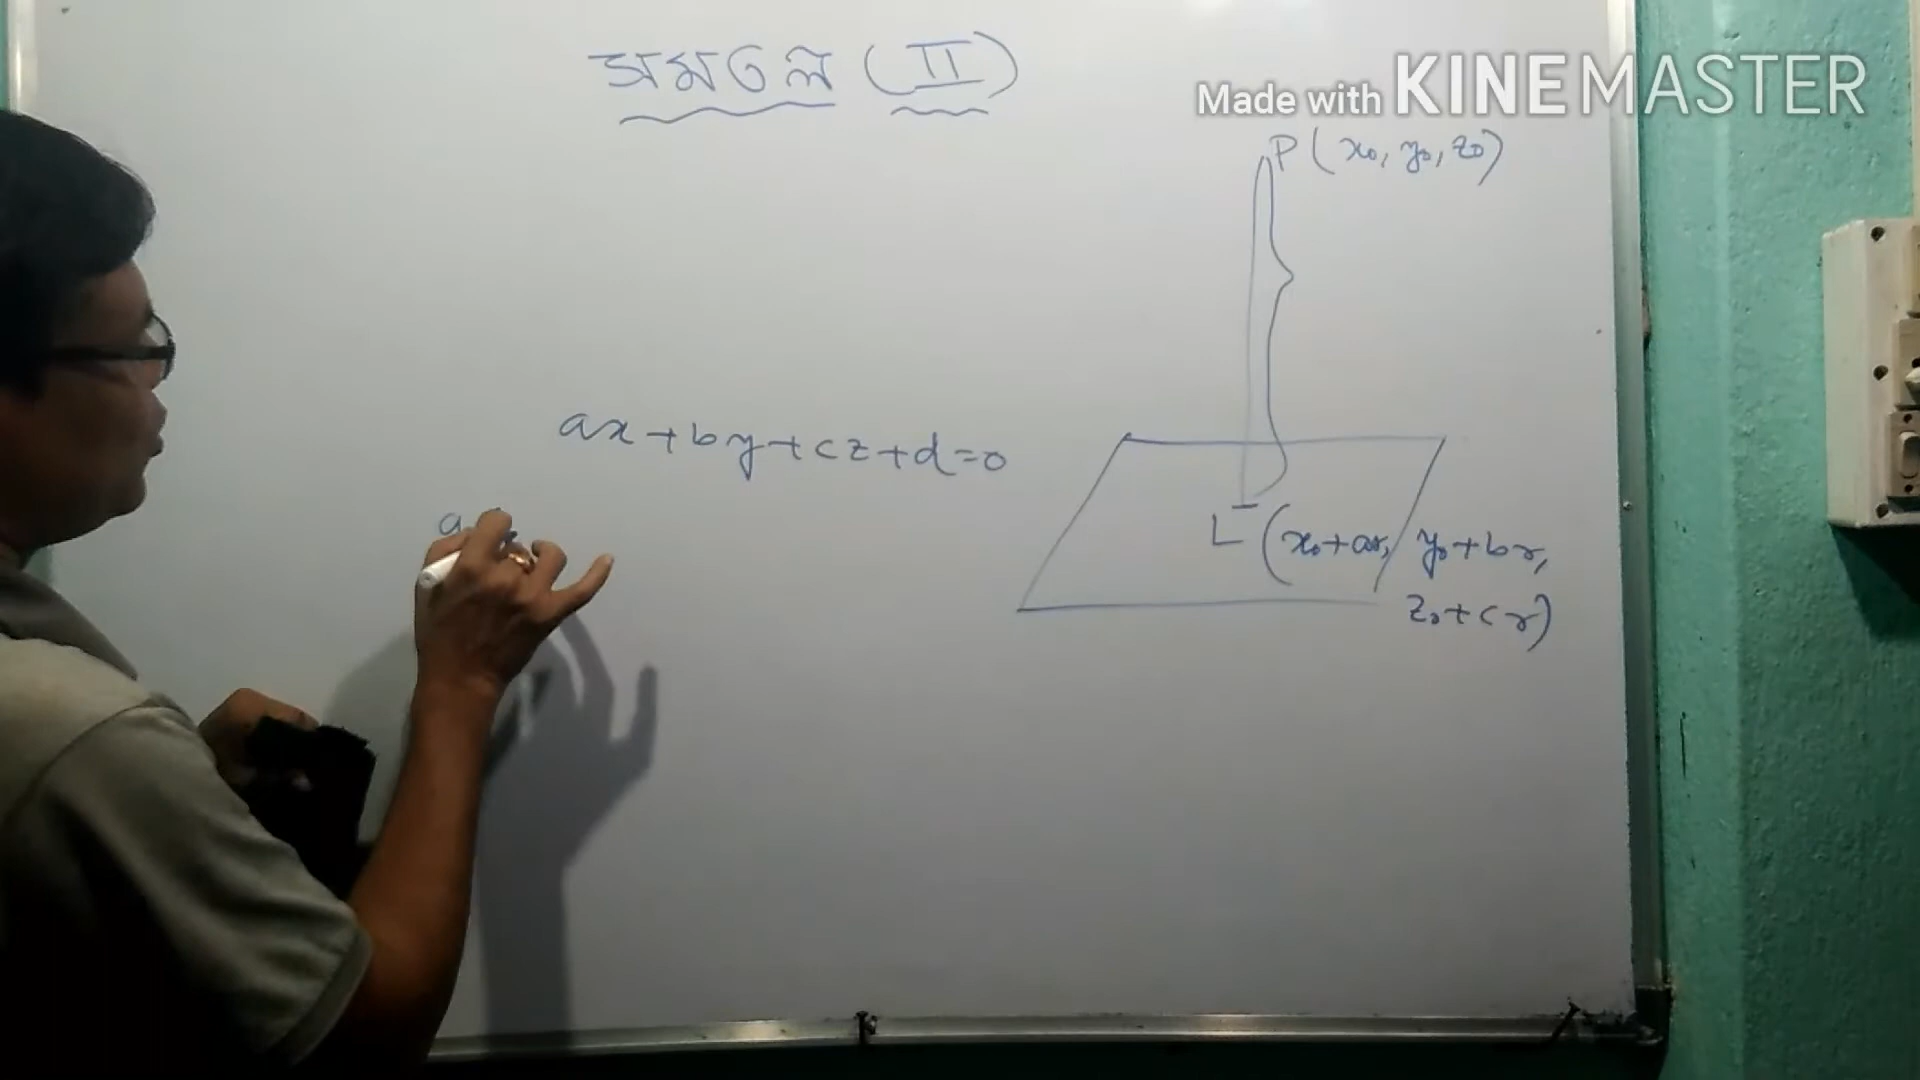 সমতল (II)
Made with KINEMASTER
P(x₀, y₀, z₀)
ax+by+cz+d=0
a
L (x₀+ar, y₀+br,
z₀+cr)